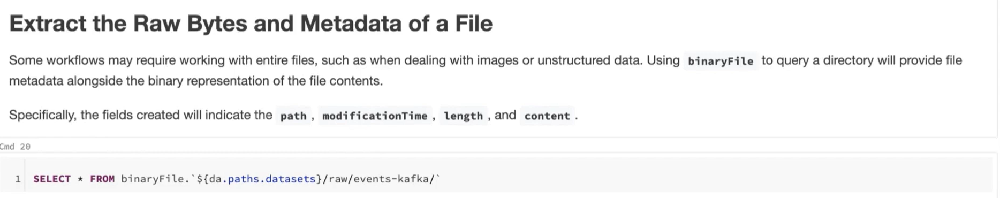 Extract the Raw Bytes and Metadata of a File
Some workflows may require working with entire files, such as when dealing with images or unstructured data. Using binaryFile to query a directory will provide file
metadata alongside the binary representation of the file contents.
Specifically, the fields created will indicate the path , modificationTime , length , and content .
Cmd 20
1 SELECT * FROM binaryFile.`${da.paths.datasets}/raw/events-kafka/`